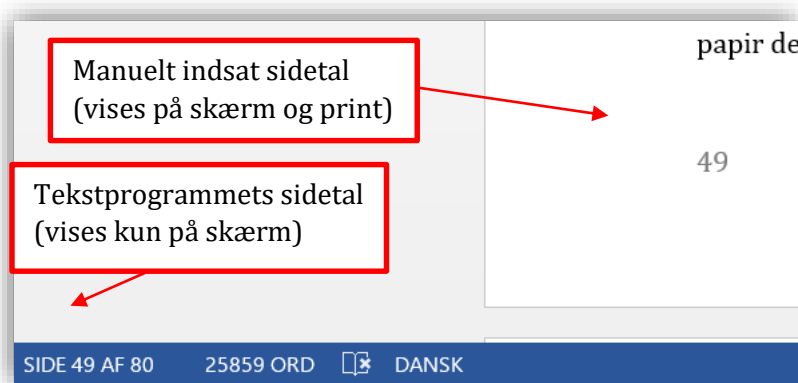 papir de
Manuelt indsat sidetal
(vises på skærm og print)
49
Tekstprogrammets sidetal
(vises kun på skærm)
SIDE 49 AF 80 25859 ORD DANSK